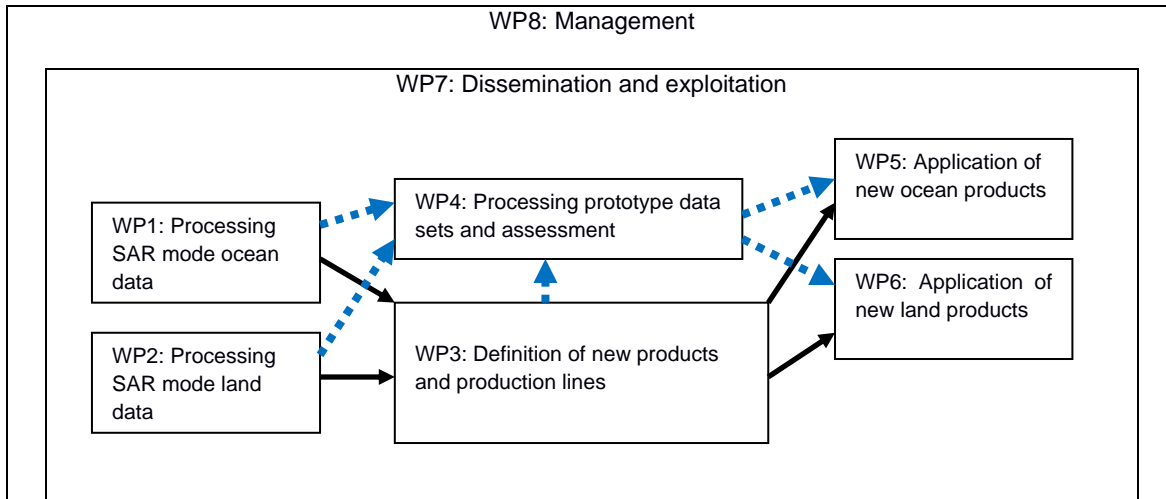 WP8: Management
WP7: Dissemination and exploitation
WP1: Processing
SAR mode ocean
data
WP2: Processing
SAR mode land
data
WP4: Processing prototype data
sets and assessment
WP3: Definition of new products
and production lines
WP5: Application of
new ocean products
WP6: Application of
new land products